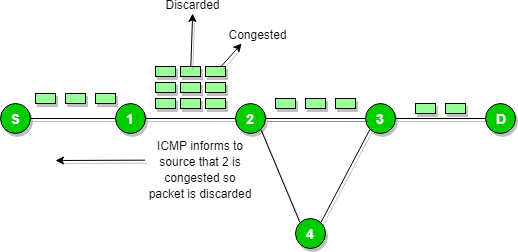 Discarded
Congested
S
1
2
3
D
ICMP informs to
source that 2 is
congested so
packet is discarded
4